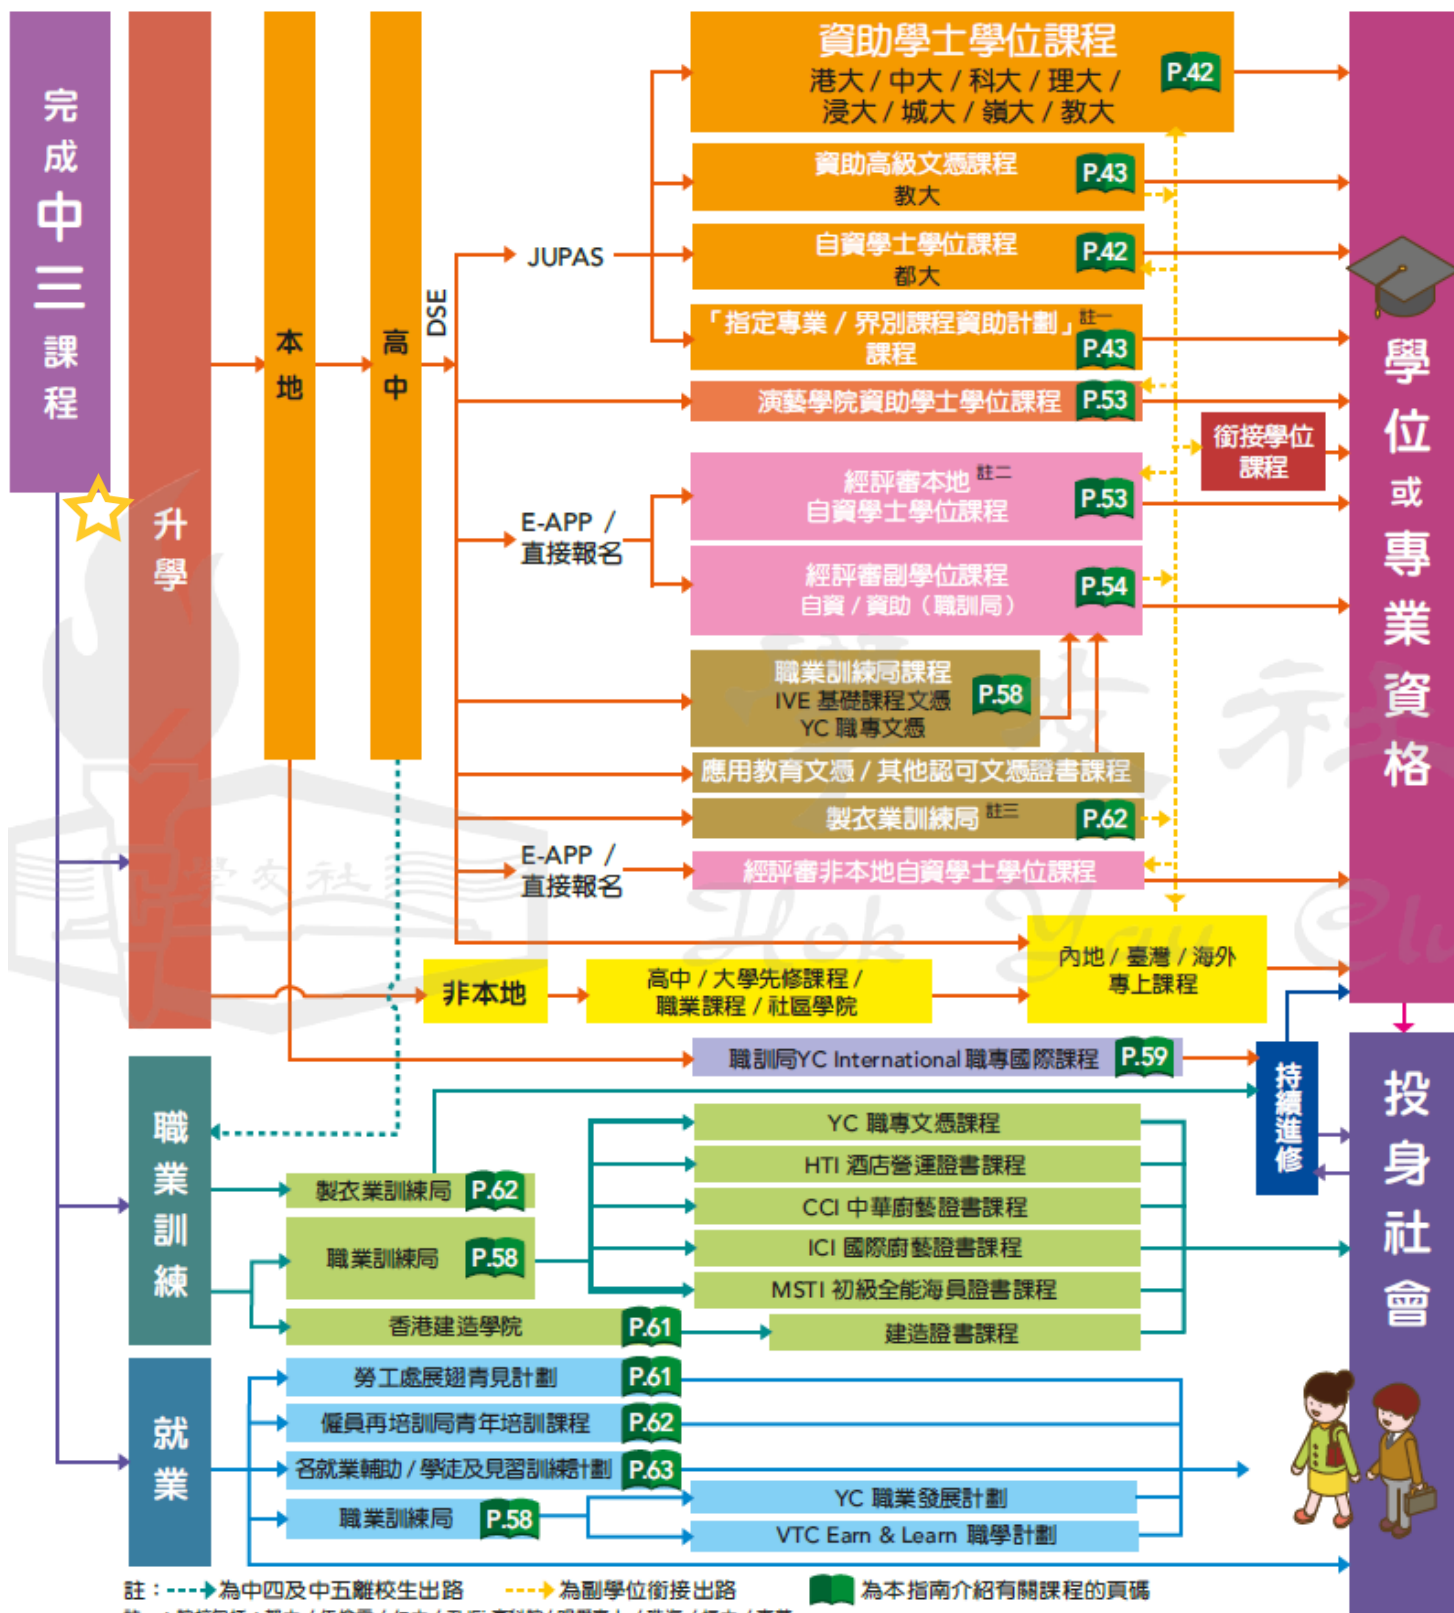 完成中三課程
升學
本地
高中
DSE
JUPAS
資助學士學位課程
港大 / 中大 / 科大 / 理大 /
浸大 / 城大 / 嶺大 / 教大
P.42
資助高級文憑課程
教大
P.43
自資學士學位課程
都大
P.42
「指定專業 / 界別課程資助計劃」註一
課程
P.43
演藝學院資助學士學位課程
P.53
銜接學位
課程
E-APP /
直接報名
經評審本地 註二
自資學士學位課程
P.53
經評審副學位課程
自資 / 資助（職訓局）
P.54
職業訓練局課程
IVE 基礎課程文憑
YC 職專文憑
P.58
應用教育文憑 / 其他認可文憑證書課程
製衣業訓練局 註三
P.62
E-APP /
直接報名
經評審非本地自資學士學位課程
非本地
高中 / 大學先修課程 /
職業課程 / 社區學院
內地 / 臺灣 / 海外
專上課程
學位或專業資格
職訓局YC International 職專國際課程
P.59
持續進修
投身社會
職業訓練
製衣業訓練局
P.62
職業訓練局
P.58
香港建造學院
P.61
YC 職專文憑課程
HTI 酒店營運證書課程
CCI 中華廚藝證書課程
ICI 國際廚藝證書課程
MSTI 初級全能海員證書課程
建造證書課程
就業
勞工處展翅青見計劃
P.61
僱員再培訓局青年培訓課程
P.62
各就業輔助 / 學徒及見習訓練計劃
P.63
職業訓練局
P.58
YC 職業發展計劃
VTC Earn & Learn 職學計劃
學友社
Hok Yau Clu
註：為中四及中五離校生出路 為副學位銜接出路 為本指南介紹有關課程的頁碼